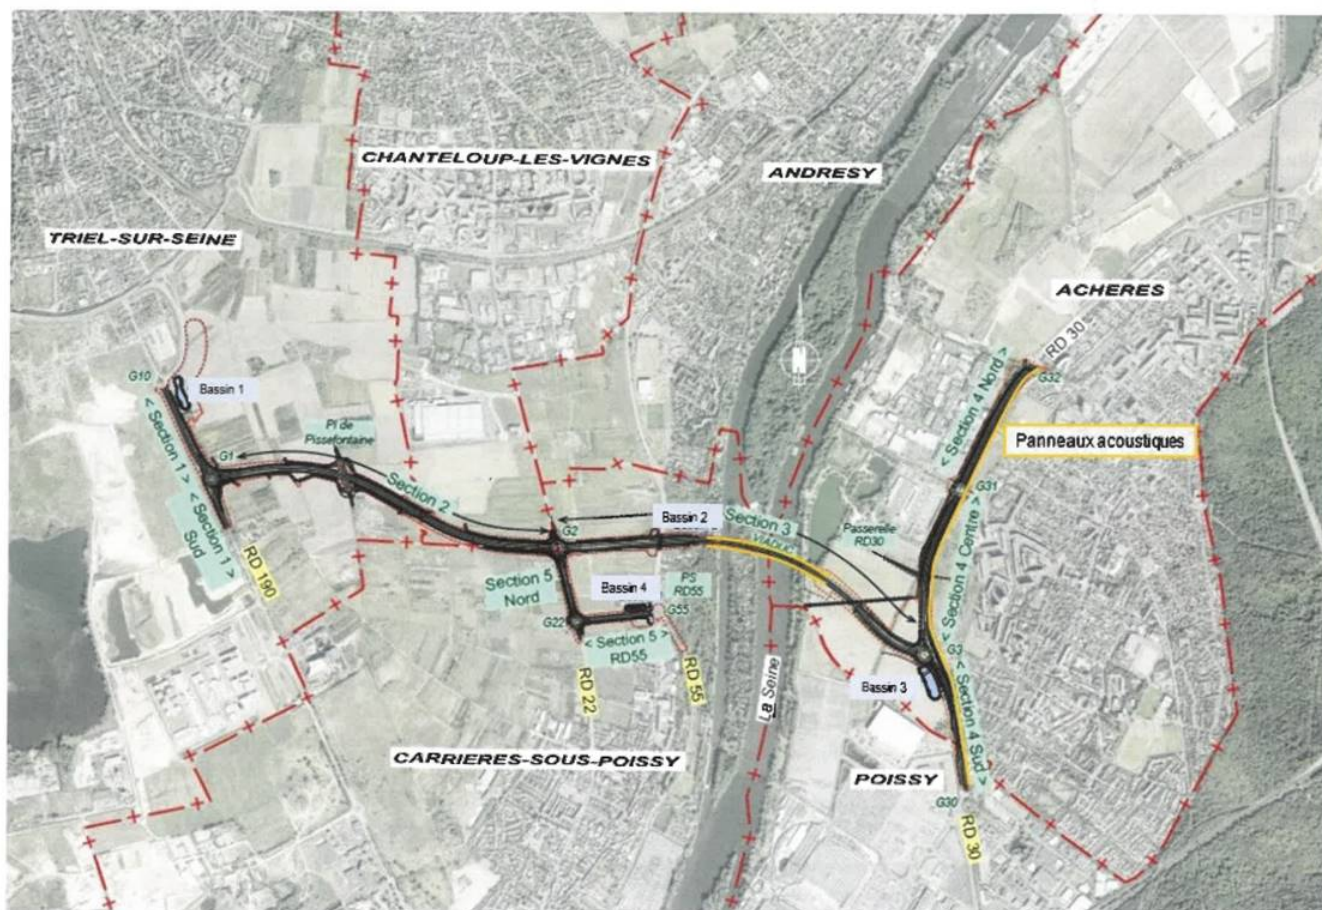 CHANTELOUP-LES-VIGNES
ANDRESY
TRIEL-SUR-SEINE
ACHERES
RD 30
G32
< Section 4 Nord >
G10
Bassin 1
Panneaux acoustiques
PI de
Pissefontaine
G1
< Section 1 >
Section 2
G31
< Section 1 >
Sud
G2
Bassin 2
Section 3
VIADUC
Passerelle
RD30
< Section 4 Centre >
RD 190
Section 5
Nord
Bassin 4
PS
RD55
G55
G22
< Section 5 >
RD55
RD 22
RD 55
La Seine
N
G3
Bassin 3
< Section 4 Sud >
CARRIERES-SOUS-POISSY
POISSY
G30
RD 30